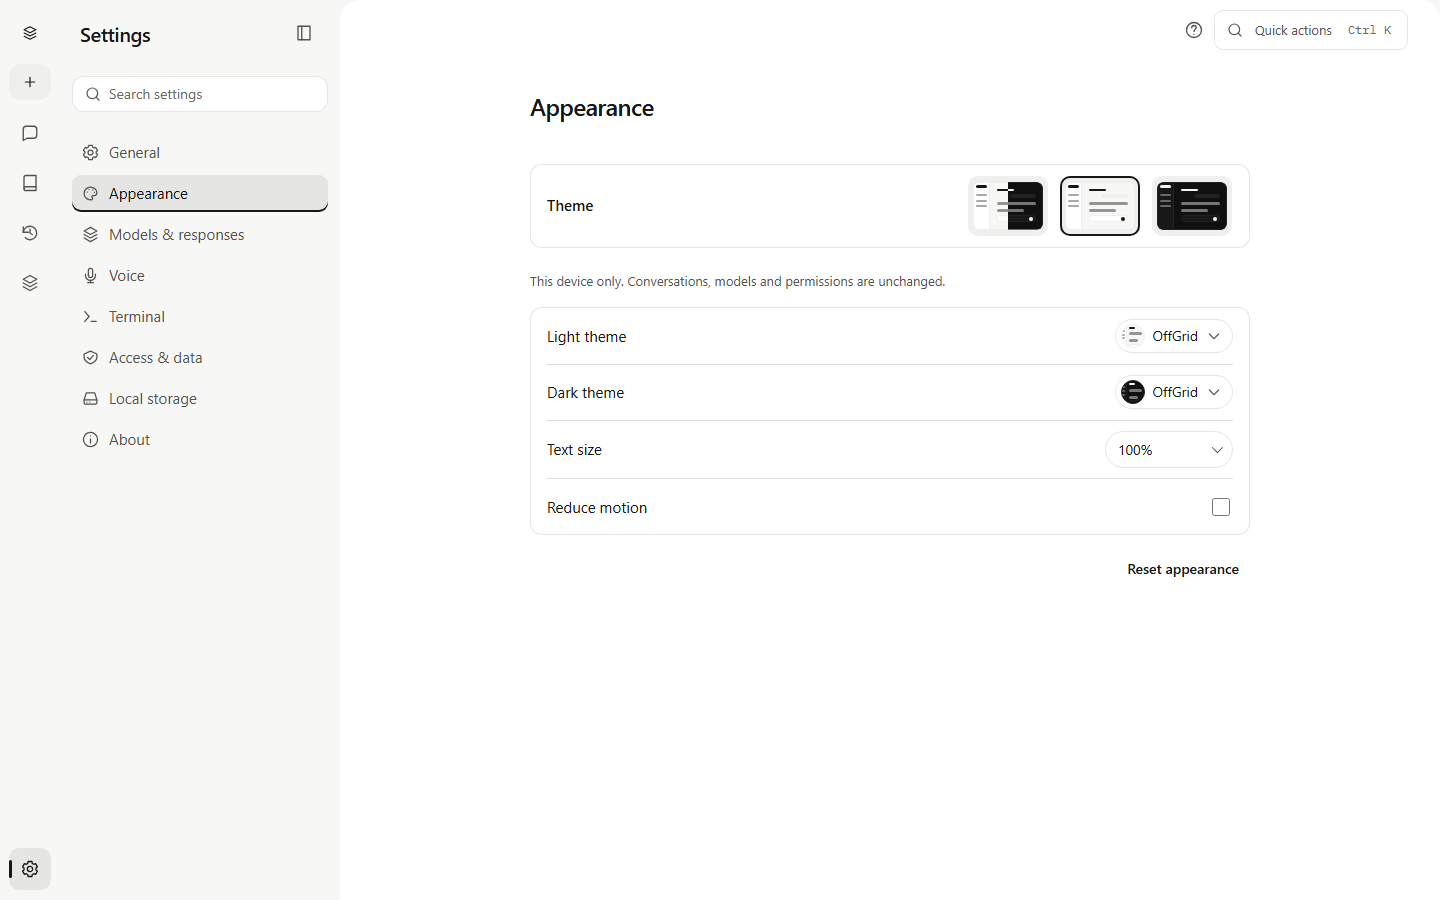 Settings
Quick actions Ctrl K
Search settings
General
Appearance
Models & responses
Voice
Terminal
Access & data
Local storage
About
Appearance
Theme
This device only. Conversations, models and permissions are unchanged.
Light theme OffGrid
Dark theme OffGrid
Text size 100%
Reduce motion
Reset appearance